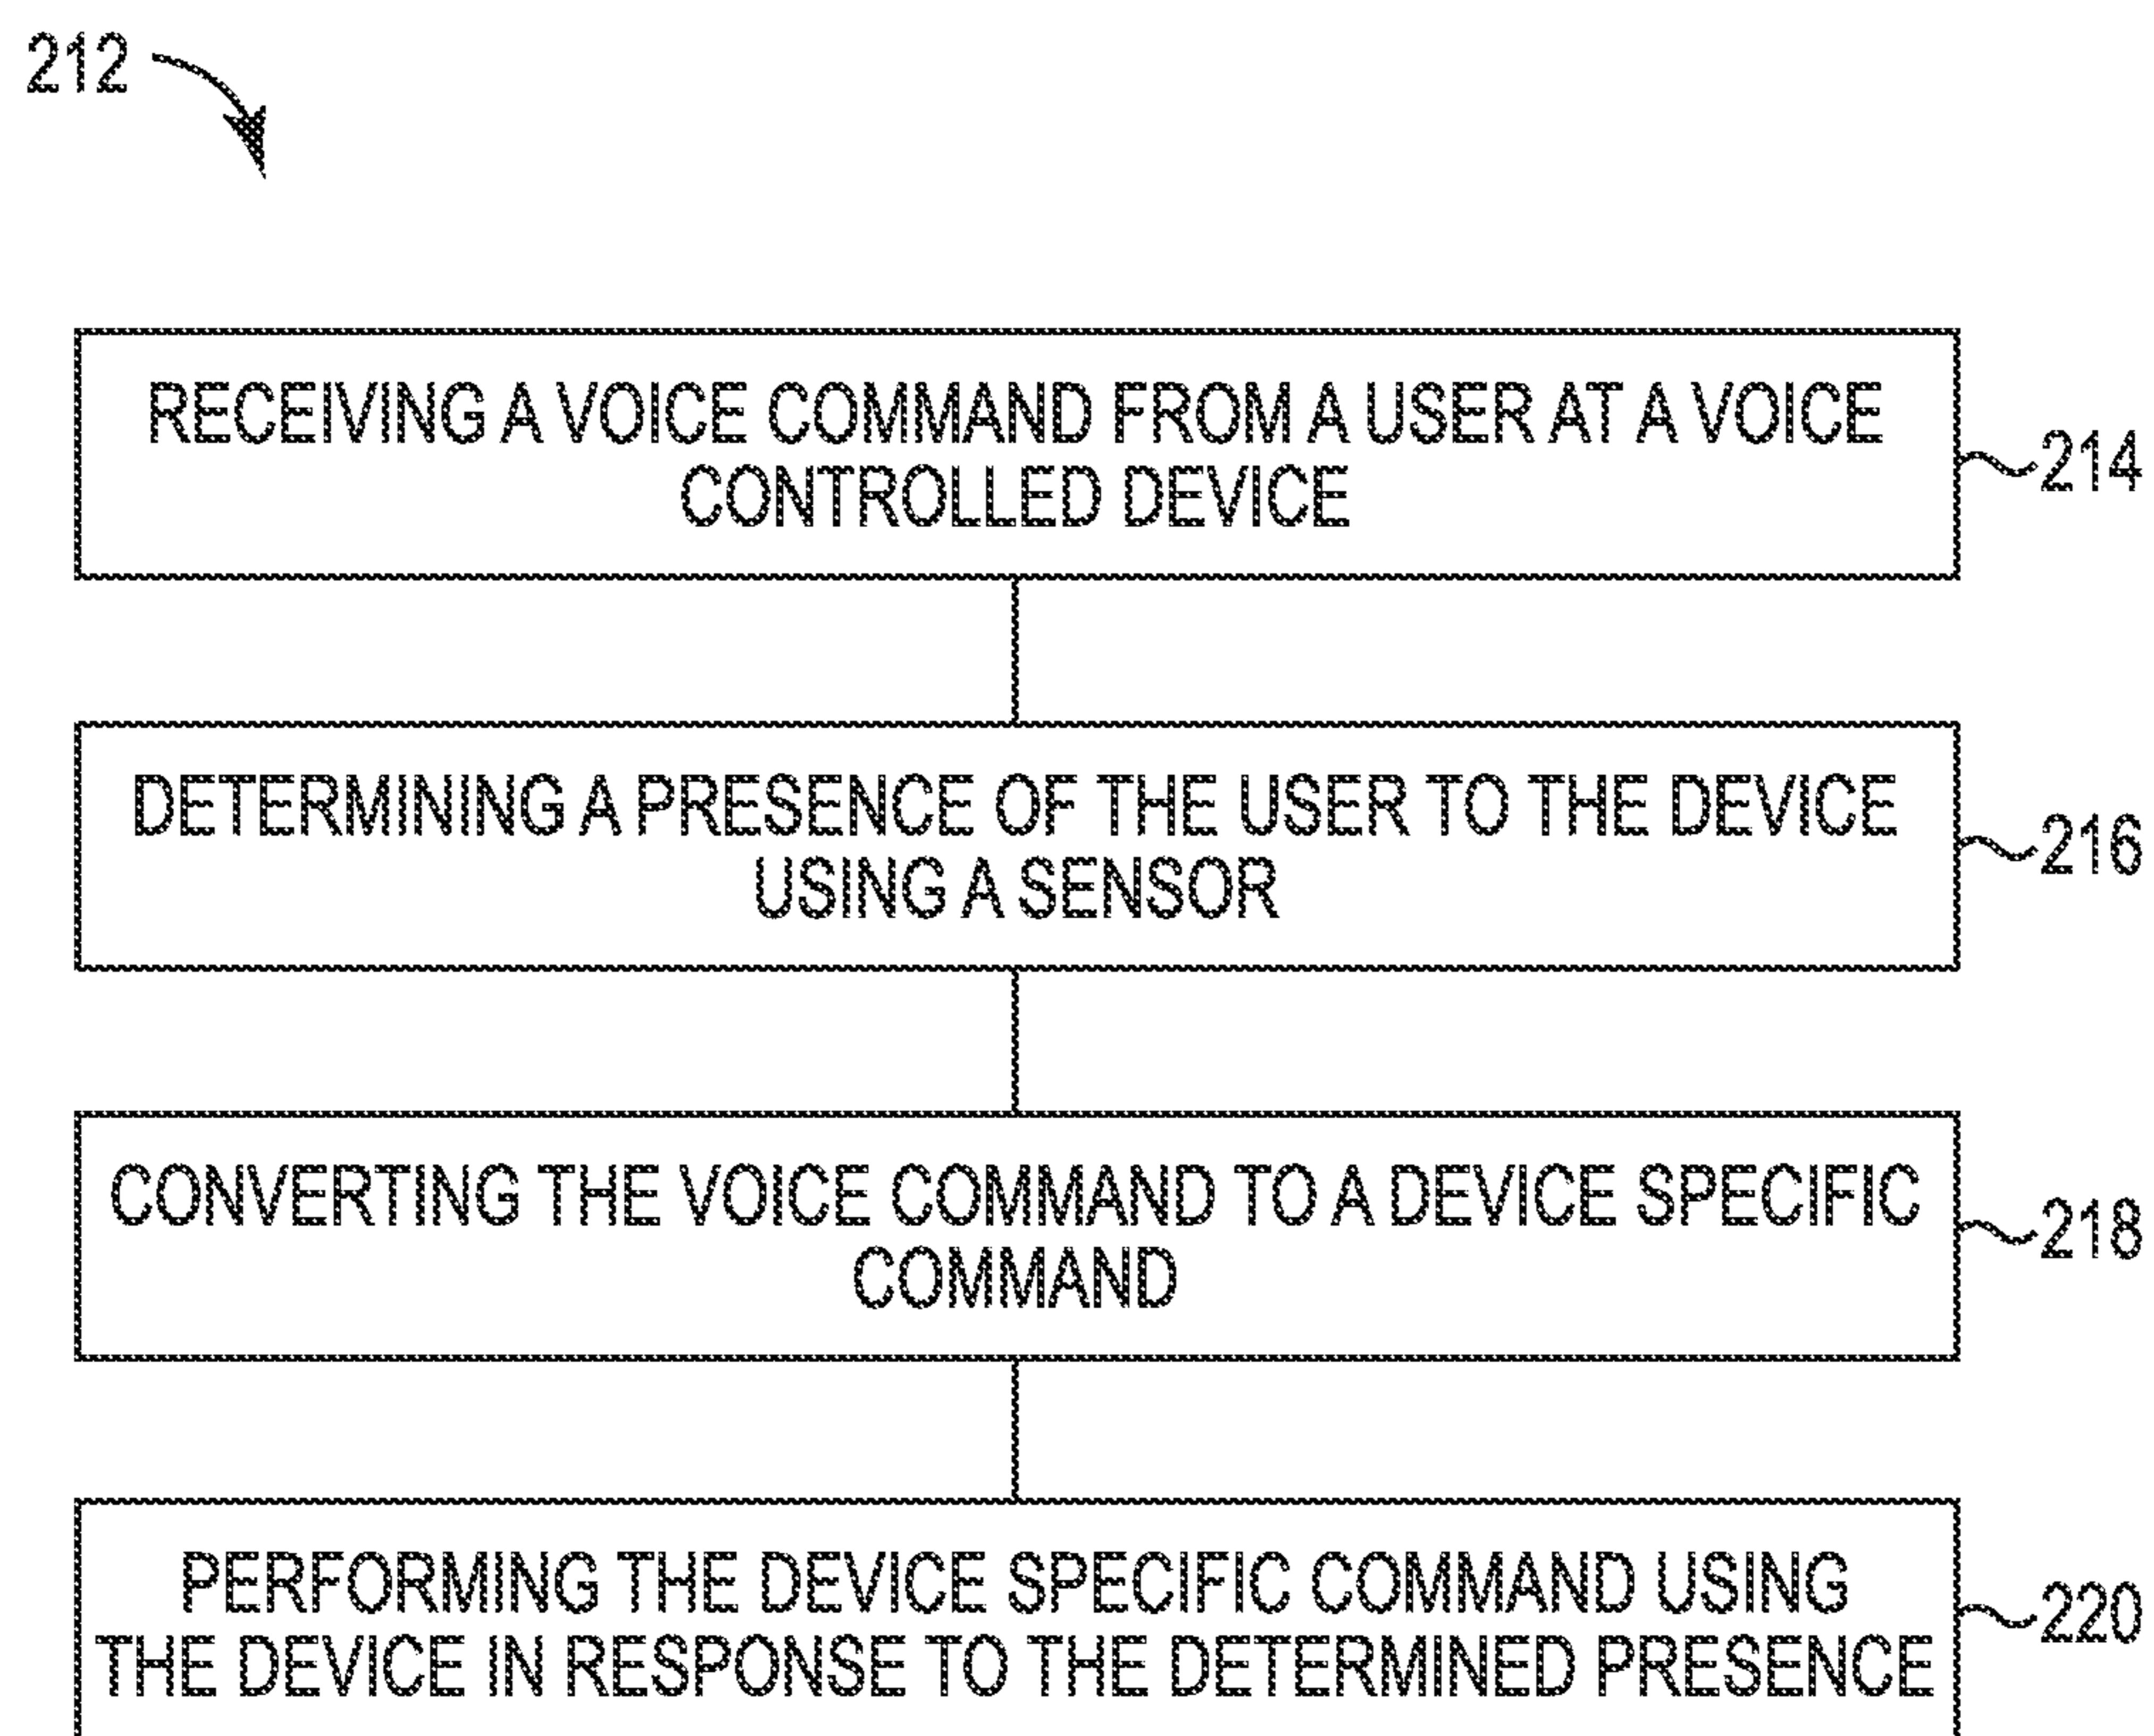 212
RECEIVING A VOICE COMMAND FROM A USER AT A VOICE
CONTROLLED DEVICE
214
DETERMINING A PRESENCE OF THE USER TO THE DEVICE
USING A SENSOR
216
CONVERTING THE VOICE COMMAND TO A DEVICE SPECIFIC
COMMAND
218
PERFORMING THE DEVICE SPECIFIC COMMAND USING
THE DEVICE IN RESPONSE TO THE DETERMINED PRESENCE
220